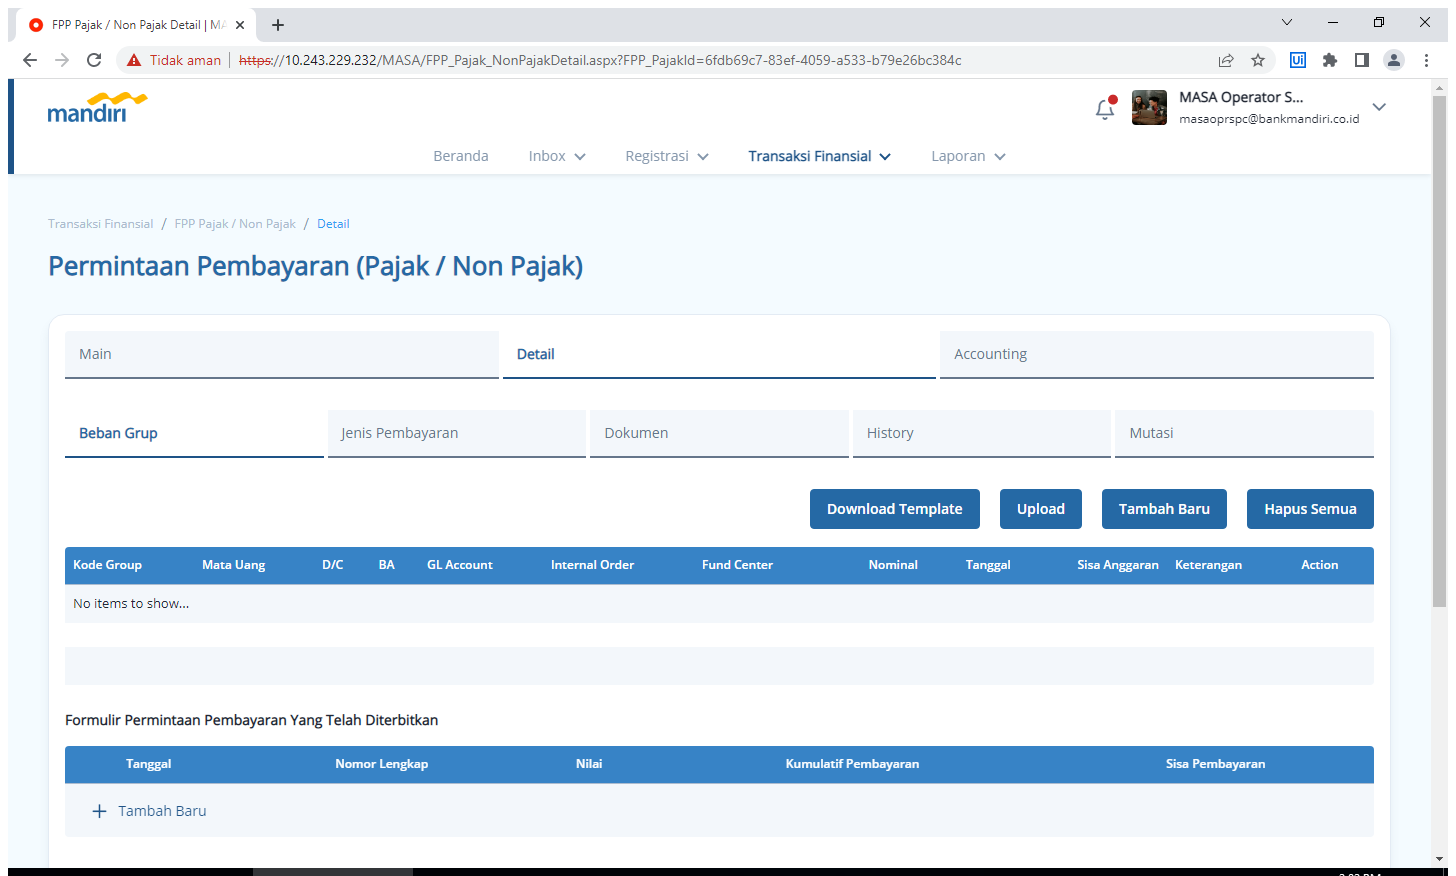 FPP Pajak / Non Pajak Detail | MA
Tidak aman | https://10.243.229.232/MASA/FPP_Pajak_NonPajakDetail.aspx?FPP_PajakId=6fdb69c7-83ef-4059-a533-b79e26bc384c
Ui
mandiri
MASA Operator S...
masaoprspc@bankmandiri.co.id
Beranda Inbox Registrasi Transaksi Finansial Laporan
Transaksi Finansial / FPP Pajak / Non Pajak / Detail
Permintaan Pembayaran (Pajak / Non Pajak)
Main Detail Accounting
Beban Grup Jenis Pembayaran Dokumen History Mutasi
Download Template Upload Tambah Baru Hapus Semua
Kode Group Mata Uang D/C BA GL Account Internal Order Fund Center Nominal Tanggal Sisa Anggaran Keterangan Action
No items to show...
Formulir Permintaan Pembayaran Yang Telah Diterbitkan
Tanggal Nomor Lengkap Nilai Kumulatif Pembayaran Sisa Pembayaran
+ Tambah Baru